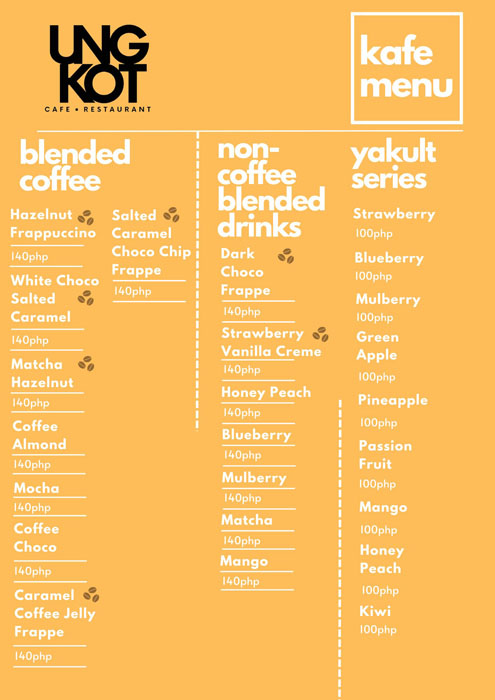 UNG
KOT
CAFE • RESTAURANT
kafe
menu
blended
coffee
Hazelnut
Frappuccino
140php
White Choco
Salted
Caramel
140php
Matcha
Hazelnut
140php
Coffee
Almond
140php
Mocha
140php
Coffee
Choco
140php
Caramel
Coffee Jelly
Frappe
140php
Salted
Caramel
Choco Chip
Frappe
140php
non-
coffee
blended
drinks
Dark
Choco
Frappe
140php
Strawberry
Vanilla Creme
140php
Honey Peach
140php
Blueberry
140php
Mulberry
140php
Matcha
140php
Mango
140php
yakult
series
Strawberry
100php
Blueberry
100php
Mulberry
100php
Green
Apple
100php
Pineapple
100php
Passion
Fruit
100php
Mango
100php
Honey
Peach
100php
Kiwi
100php